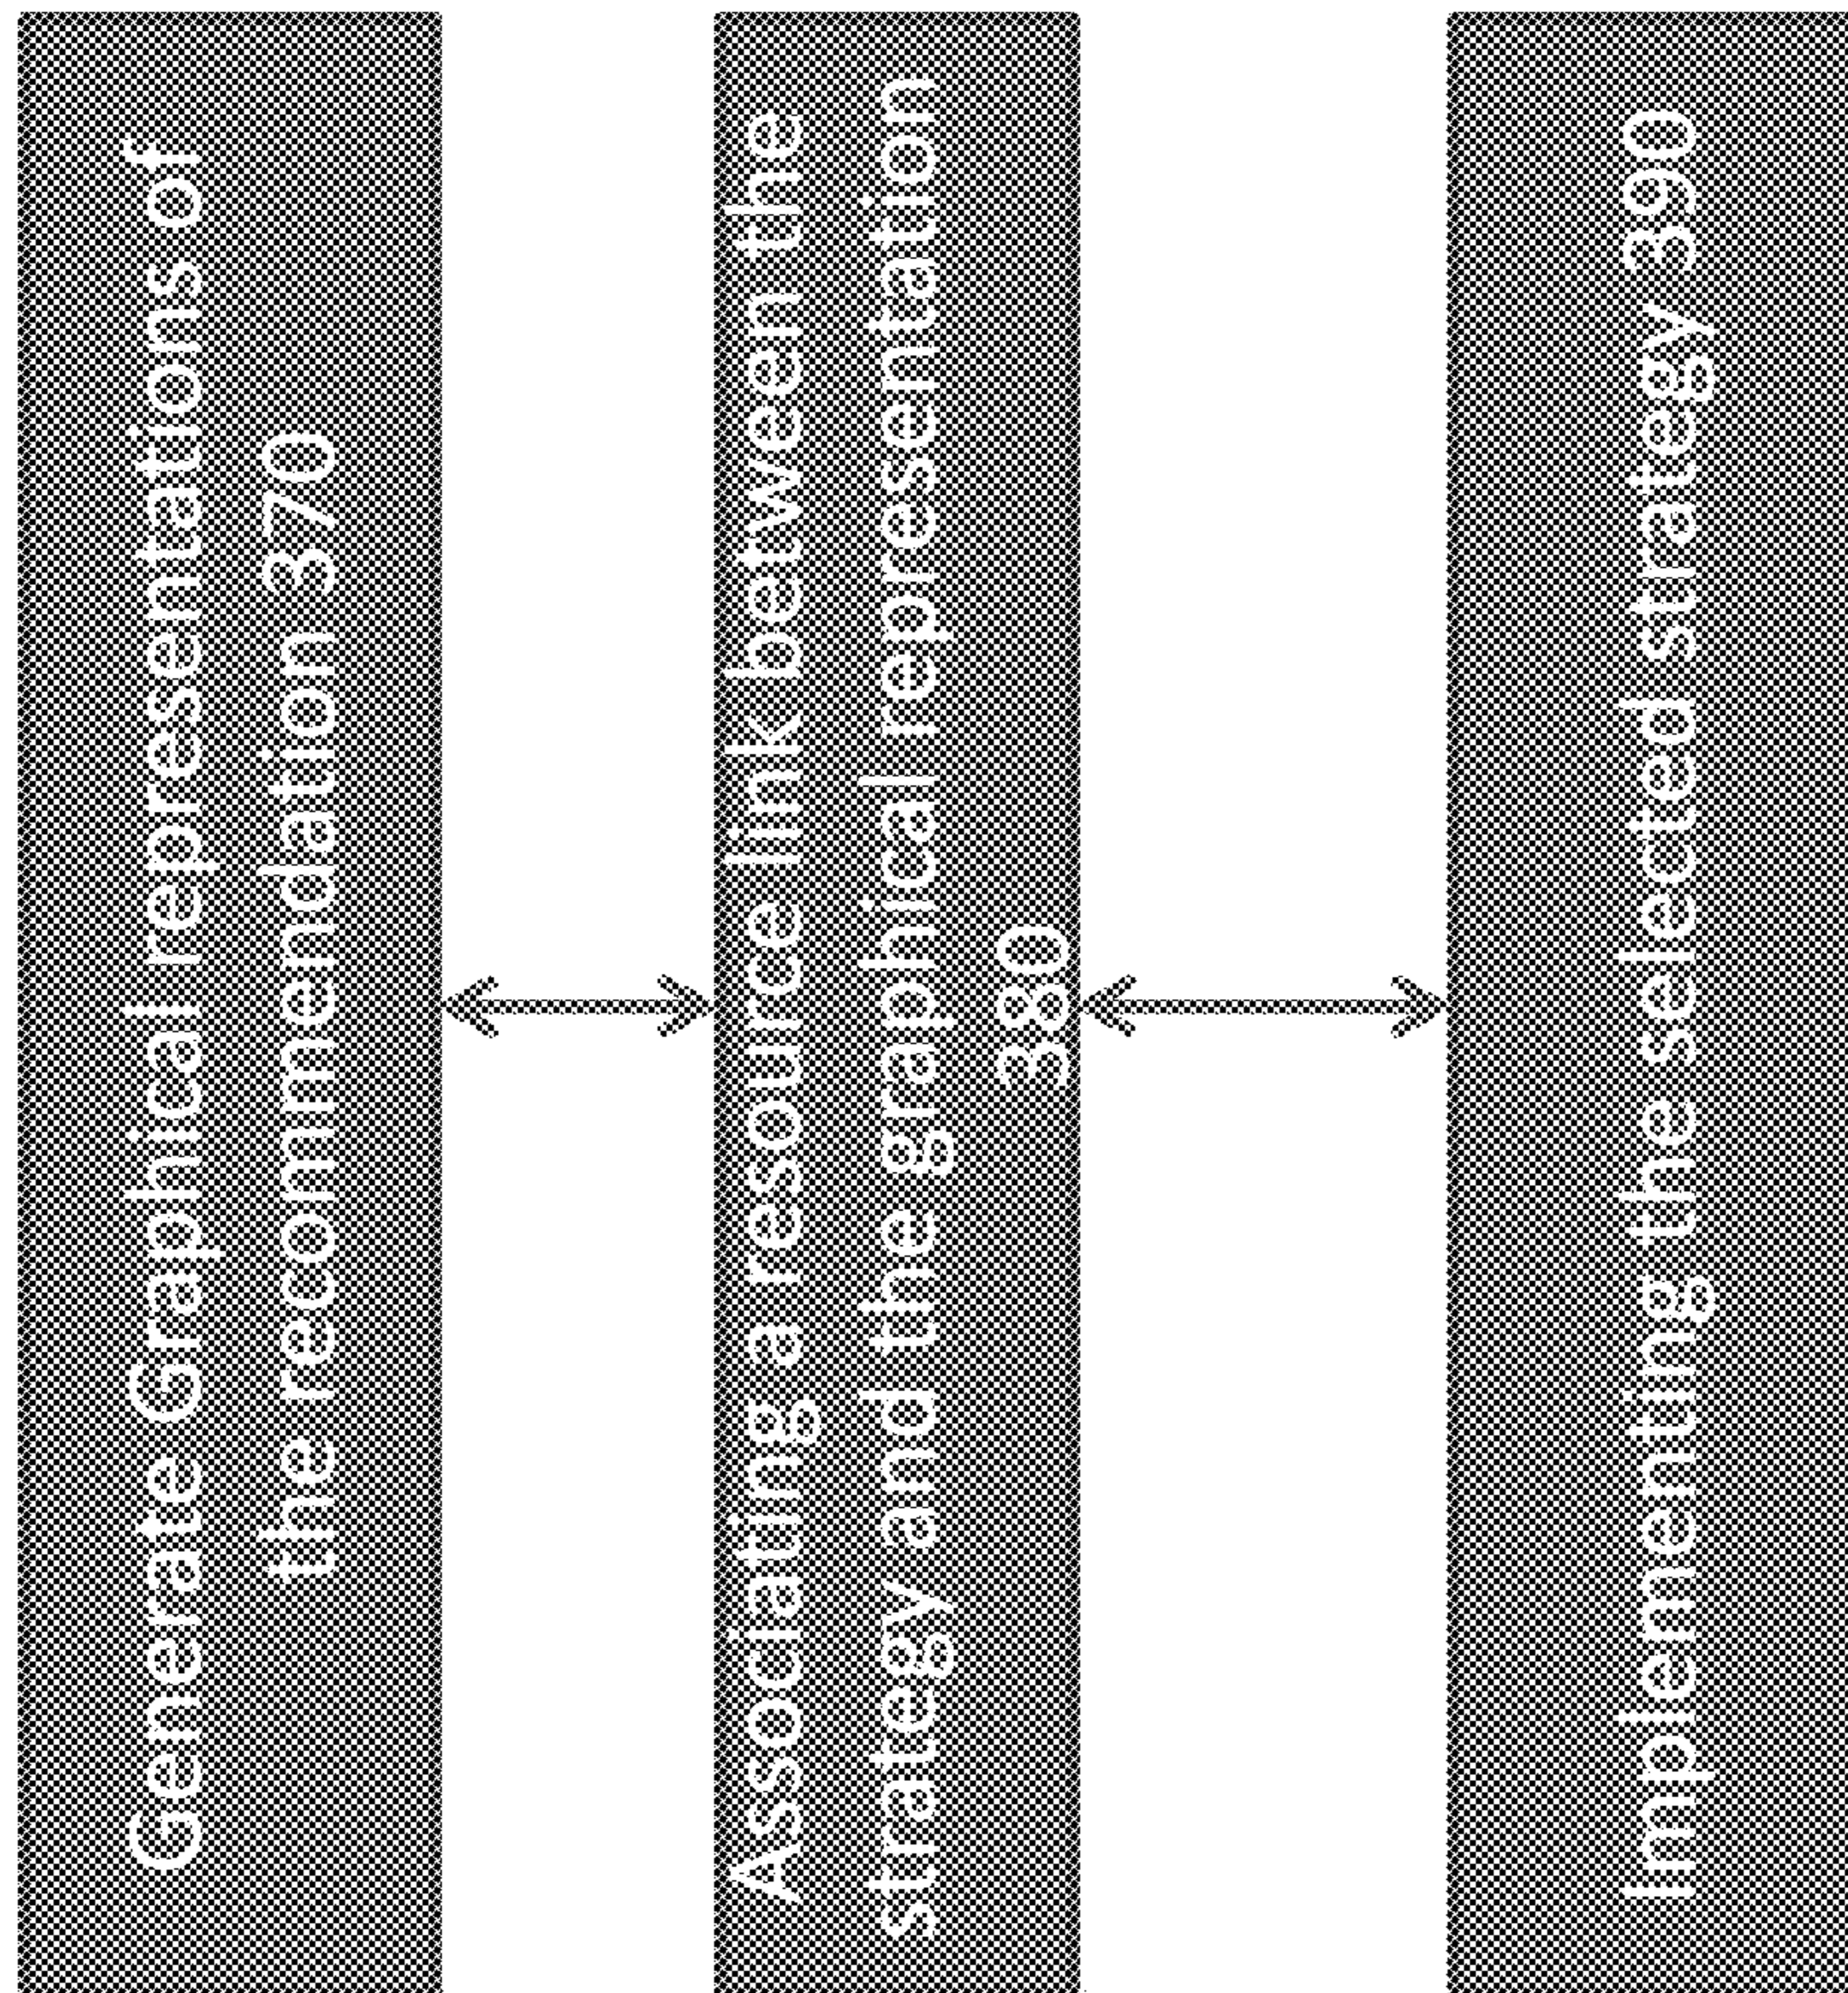 Generate Graphical representations of
the recommendation 370
Associating a resource link between the
strategy and the graphical representation
380
Implementing the selected strategy 390